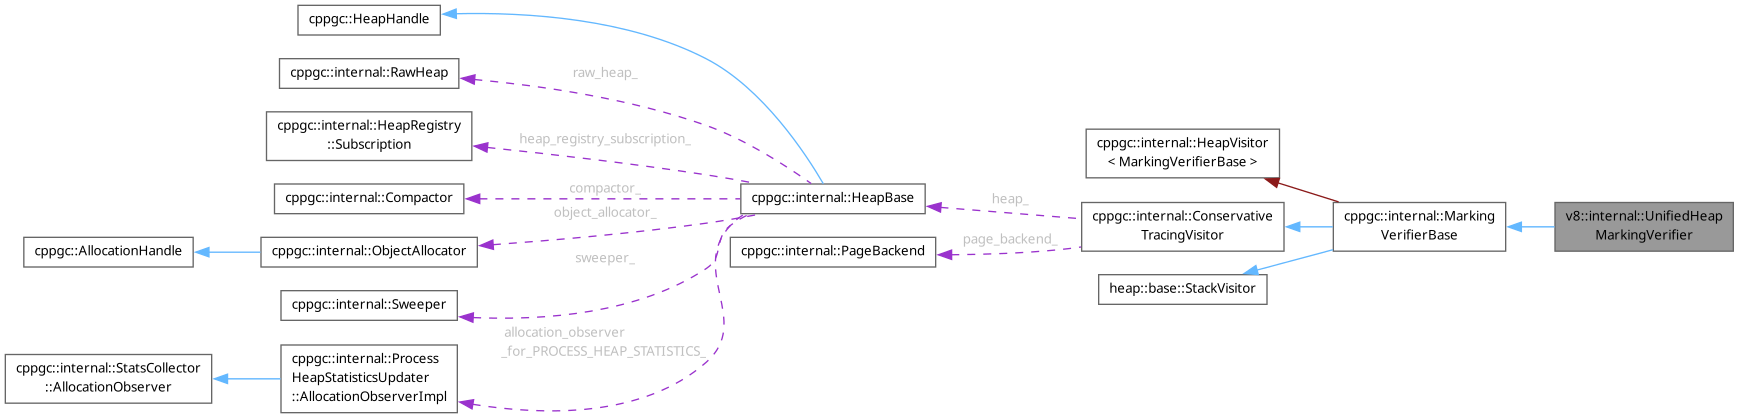 cppgc::HeapHandle
cppgc::internal::RawHeap
raw_heap_
cppgc::internal::HeapRegistry
::Subscription
heap_registry_subscription_
cppgc::internal::HeapVisitor
< MarkingVerifierBase >
cppgc::internal::Compactor
compactor_
cppgc::internal::HeapBase
heap_
object_allocator_
cppgc::internal::Conservative
TracingVisitor
cppgc::internal::Marking
VerifierBase
v8::internal::UnifiedHeap
MarkingVerifier
cppgc::AllocationHandle
cppgc::internal::ObjectAllocator
sweeper_
cppgc::internal::PageBackend
page_backend_
heap::base::StackVisitor
cppgc::internal::Sweeper
allocation_observer
_for_PROCESS_HEAP_STATISTICS_
cppgc::internal::StatsCollector
::AllocationObserver
cppgc::internal::Process
HeapStatisticsUpdater
::AllocationObserverImpl